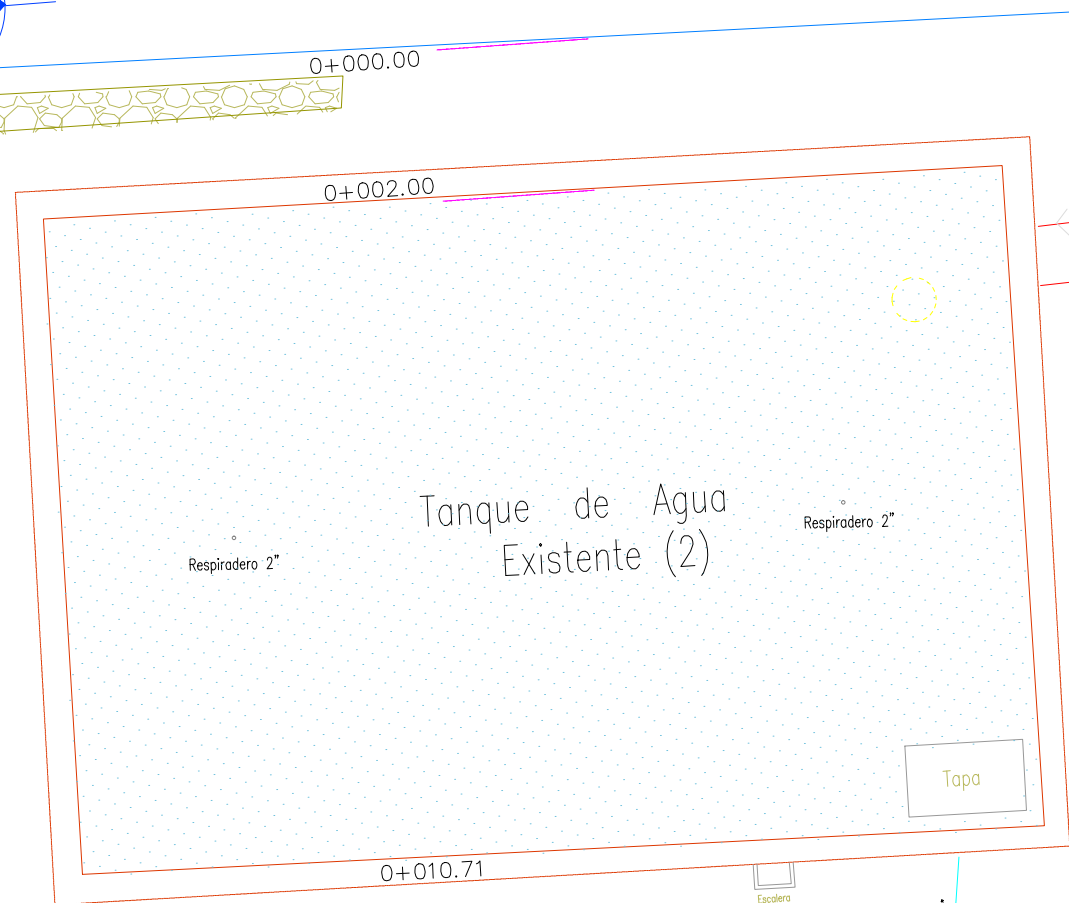 0+000.00
0+002.00
Tanque de Agua
Existente (2)
Respiradero 2"
Respiradero 2"
Tapa
0+010.71
Escalera